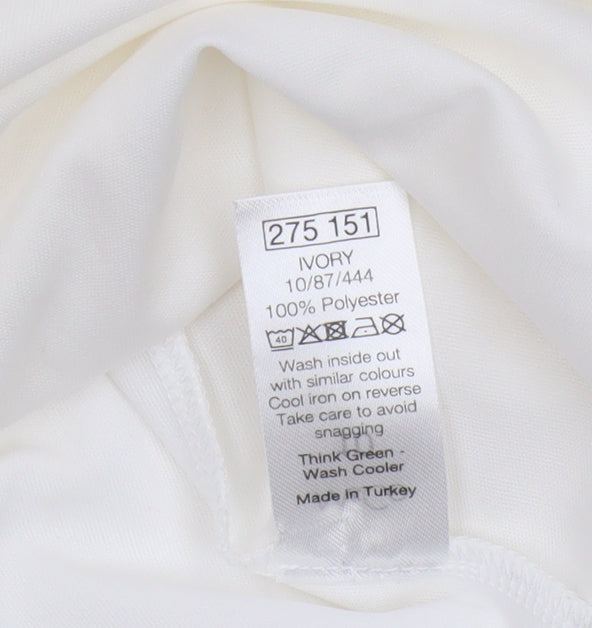 275 151
IVORY
10/87/444
100% Polyester
40
Wash inside out
with similar colours
Cool iron on reverse
Take care to avoid
snagging
Think Green -
Wash Cooler
Made in Turkey